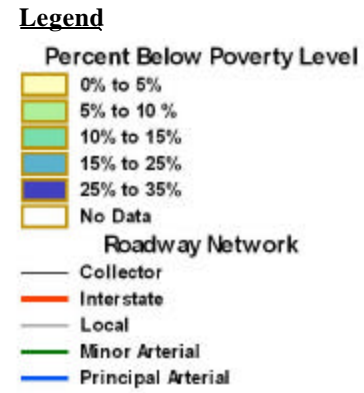 Legend
Percent Below Poverty Level
0% to 5%
5% to 10 %
10% to 15%
15% to 25%
25% to 35%
No Data
Roadway Network
Collector
Interstate
Local
Minor Arterial
Principal Arterial